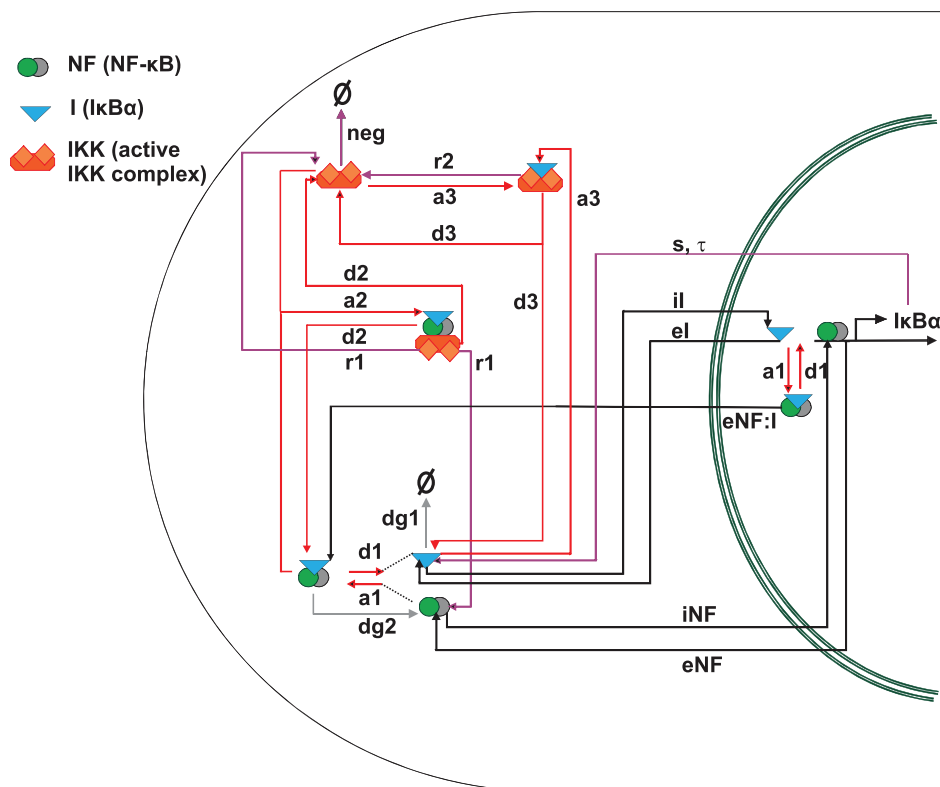 NF (NF-κB)
I (IκBα)
IKK (active
IKK complex)
Ø
neg
r2
a3
a3
d3
s, τ
d2
d3
iI
a2
IκBα
d2
eI
r1
r1
a1
d1
eNF:I
Ø
dg1
d1
a1
dg2
iNF
eNF